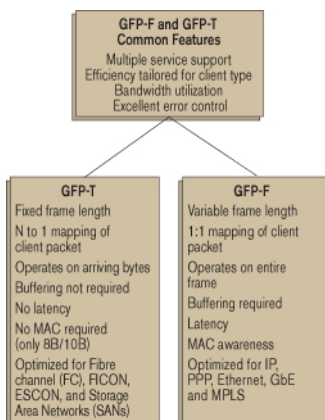 GFP-F and GFP-T
Common Features
Multiple service support
Efficiency tailored for client type
Bandwidth utilization
Excellent error control
GFP-T
Fixed frame length
N to 1 mapping of
client packet
Operates on arriving bytes
Buffering not required
No latency
No MAC required
(only 8B/10B)
Optimized for Fibre
channel (FC), FICON,
ESCON, and Storage
Area Networks (SANs)
GFP-F
Variable frame length
1:1 mapping of client
packet
Operates on entire
frame
Buffering required
Latency
MAC awareness
Optimized for IP,
PPP, Ethernet, GbE
and MPLS